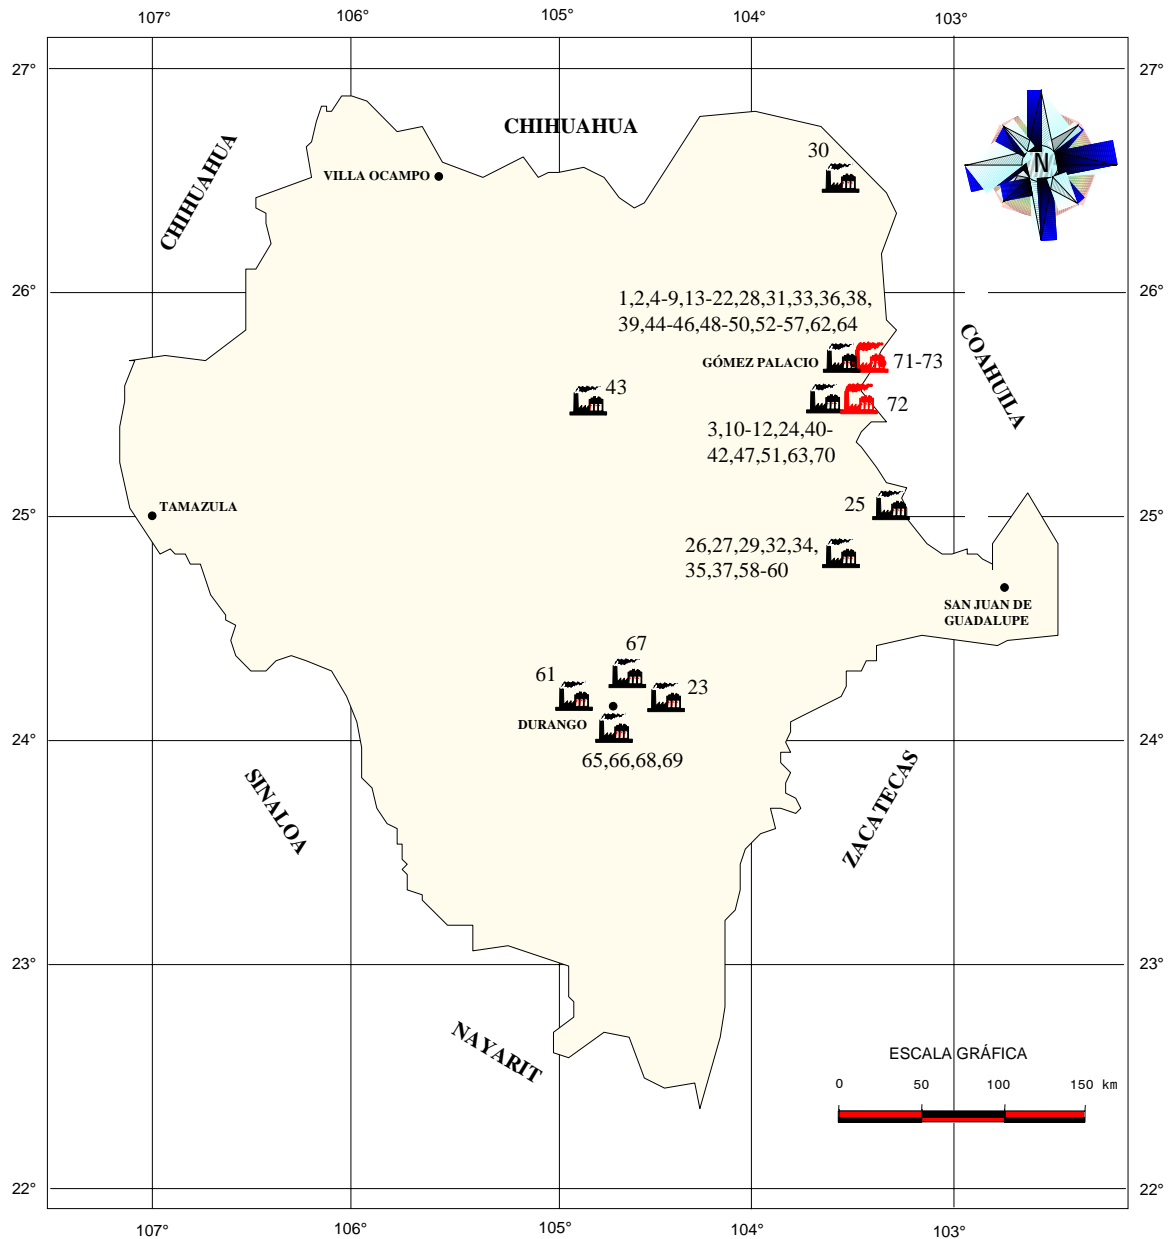 107° 106° 105° 104° 103°
27° 27°
CHIHUAHUA
CHIHUAHUA
30
N
VILLA OCAMPO
26° 26°
1,2,4-9,13-22,28,31,33,36,38,
39,44-46,48-50,52-57,62,64
COAHUILA
GÓMEZ PALACIO
71-73
43
72
3,10-12,24,40-
42,47,51,63,70
TAMAZULA
25
25° 25°
26,27,29,32,34,
35,37,58-60
SAN JUAN DE
GUADALUPE
67
61
23
DURANGO
24° 24°
65,66,68,69
SINALOA
ZACATECAS
23° 23°
NAYARIT
ESCALA GRÁFICA
0 50 100 150 km
22° 22°
107° 106° 105° 104° 103°